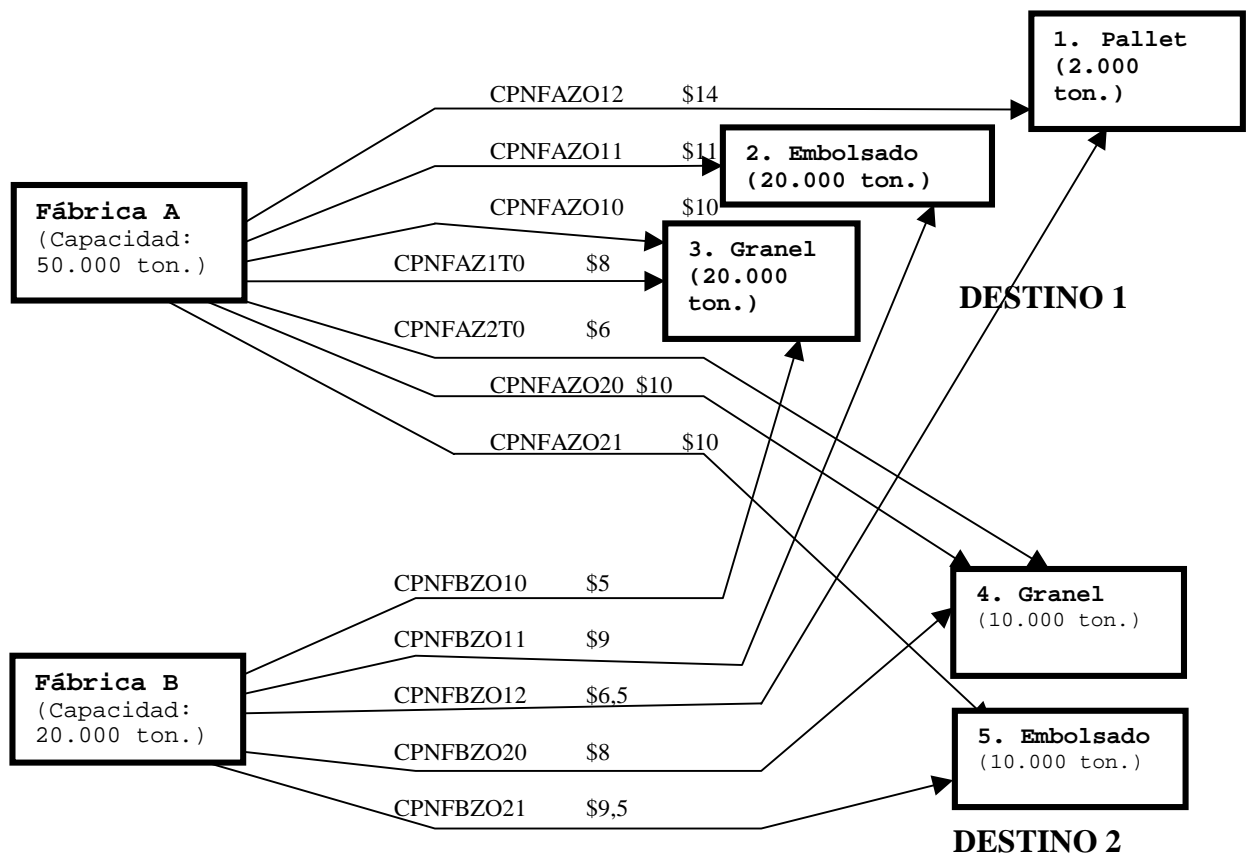 1. Pallet
(2.000
ton.)
CPNFAZO12 $14
CPNFAZO11 $11
2. Embolsado
(20.000 ton.)
Fábrica A
(Capacidad:
50.000 ton.)
CPNFAZO10 $10
3. Granel
(20.000
ton.)
CPNFAZ1T0 $8
DESTINO 1
CPNFAZ2T0 $6
CPNFAZO20 $10
CPNFAZO21 $10
CPNFBZO10 $5
4. Granel
(10.000 ton.)
CPNFBZO11 $9
Fábrica B
(Capacidad:
20.000 ton.)
CPNFBZO12 $6,5
CPNFBZO20 $8
5. Embolsado
(10.000 ton.)
CPNFBZO21 $9,5
DESTINO 2